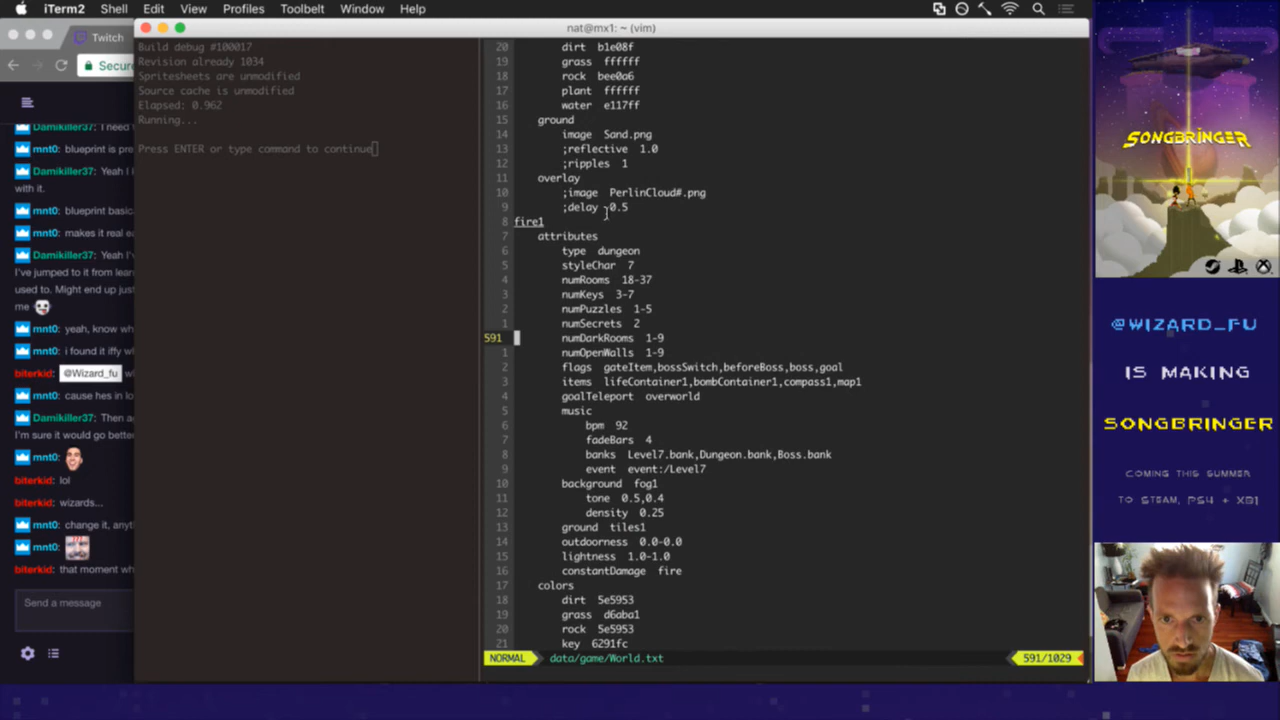 iTerm2 Shell Edit View Profiles Toolbelt Window Help
nat@mx1: ~ (vim)
Twitch
Secure
Damikiller37: I need
mnt0: blueprint is pre
Damikiller37: Yeah I
with it.
mnt0: blueprint basic
mnt0: makes it real ea
Damikiller37: Yeah I'v
I've jumped to it from lear
used to. Might end up just
me
mnt0: yeah, know wh
mnt0: i found it iffy w
biterkid: @Wizard_fu
mnt0: cause hes in lo
Damikiller37: Then a
I'm sure it would go better
mnt0:
biterkid: lol
biterkid: wizards...
mnt0: change it, anyt
mnt0:
biterkid: that moment wh
Send a message
Build debug #100017
Revision already 1034
Spritesheets are unmodified
Source cache is unmodified
Elapsed: 0.962
Running...
Press ENTER or type command to continue
20 dirt b1e08f
19 grass ffffff
18 rock bee0a6
17 plant ffffff
16 water e117ff
15 ground
14 image Sand.png
13 ;reflective 1.0
12 ;ripples 1
11 overlay
10 ;image PerlinCloud#.png
9 ;delay 0.5
8 fire1
7 attributes
6 type dungeon
5 styleChar 7
4 numRooms 18-37
3 numKeys 3-7
2 numPuzzles 1-5
1 numSecrets 2
591 numDarkRooms 1-9
1 numOpenWalls 1-9
2 flags gateItem,bossSwitch,beforeBoss,boss,goal
3 items lifeContainer1,bombContainer1,compass1,map1
4 goalTeleport overworld
5 music
6 bpm 92
7 fadeBars 4
8 banks Level7.bank,Dungeon.bank,Boss.bank
9 event event:/Level7
10 background fog1
11 tone 0.5,0.4
12 density 0.25
13 ground tiles1
14 outdoorness 0.0-0.0
15 lightness 1.0-1.0
16 constantDamage fire
17 colors
18 dirt 5e5953
19 grass d6aba1
20 rock 5e5953
21 key 6291fc
NORMAL data/game/World.txt 591/1029
SONGBRINGER
@WIZARD_FU
IS MAKING
SONGBRINGER
COMING THIS SUMMER
TO STEAM, PS4 + XB1